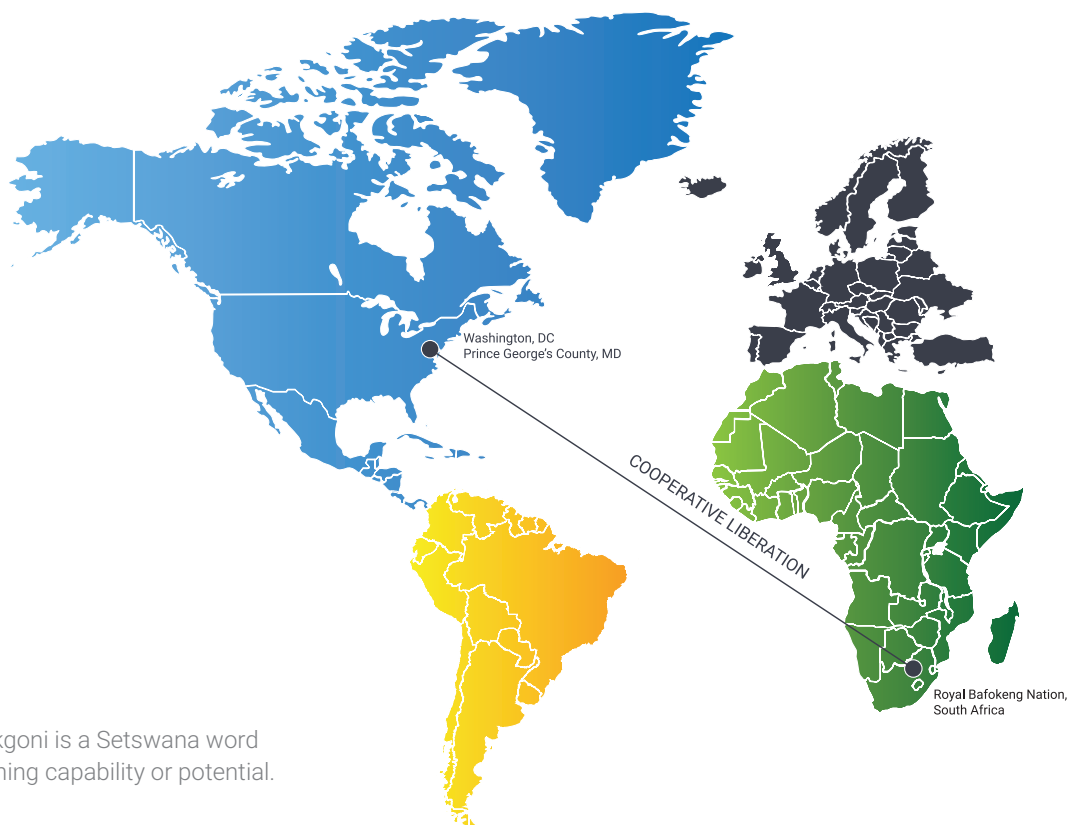 Washington, DC
Prince George's County, MD
COOPERATIVE LIBERATION
Royal Bafokeng Nation,
South Africa
is a Setswana word
capability or potential.